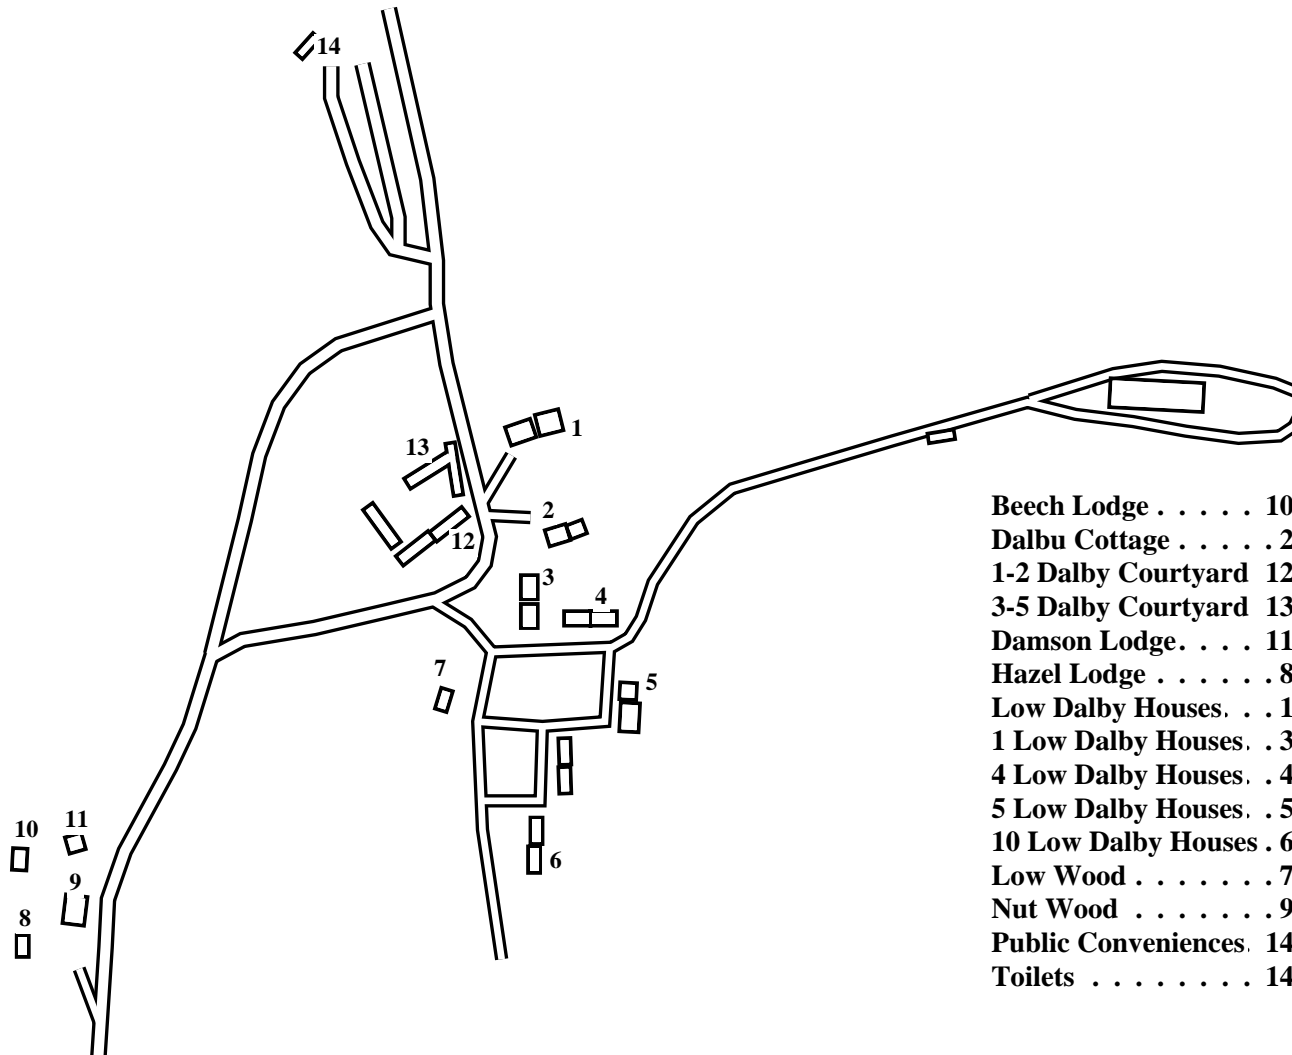 14
1
13
2
12
3
4
7
5
10
11
9
6
8
Beech Lodge . . . . . 10
Dalbu Cottage . . . . . 2
1-2 Dalby Courtyard 12
3-5 Dalby Courtyard 13
Damson Lodge. . . . 11
Hazel Lodge . . . . . . 8
Low Dalby Houses. . . 1
1 Low Dalby Houses. . 3
4 Low Dalby Houses. . 4
5 Low Dalby Houses. . 5
10 Low Dalby Houses . 6
Low Wood . . . . . . . 7
Nut Wood . . . . . . . 9
Public Conveniences. 14
Toilets . . . . . . . . 14